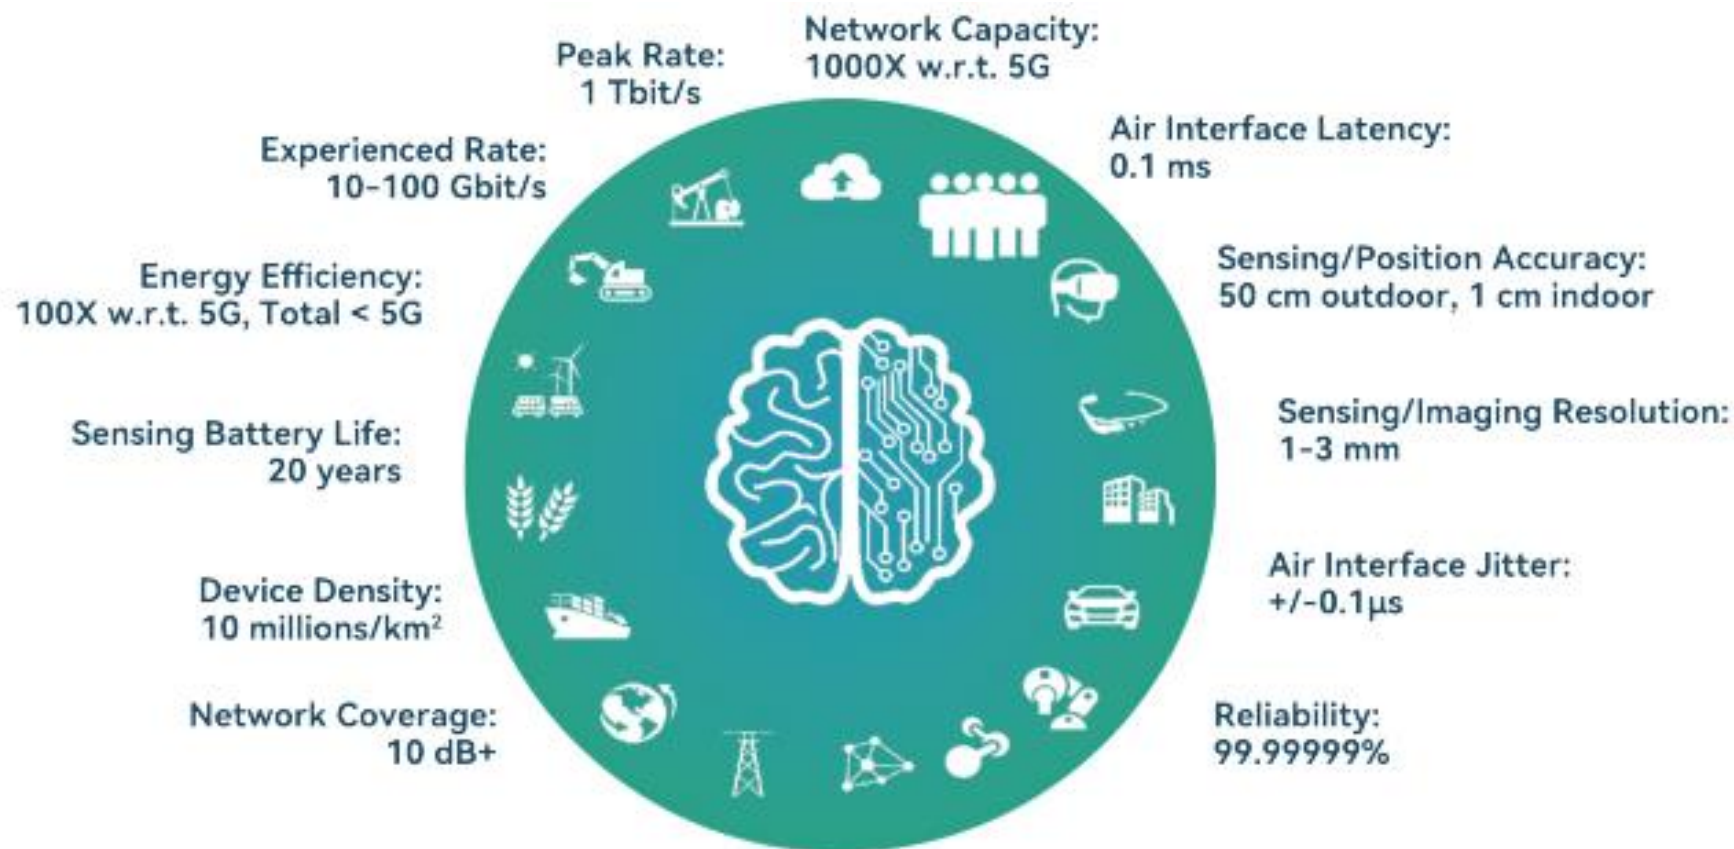 Network Capacity:
1000X w.r.t. 5G
Peak Rate:
1 Tbit/s
Air Interface Latency:
0.1 ms
Experienced Rate:
10-100 Gbit/s
Sensing/Position Accuracy:
50 cm outdoor, 1 cm indoor
Energy Efficiency:
100X w.r.t. 5G, Total < 5G
Sensing/Imaging Resolution:
1-3 mm
Sensing Battery Life:
20 years
Air Interface Jitter:
+/-0.1µs
Device Density:
10 millions/km²
Network Coverage:
10 dB+
Reliability:
99.99999%